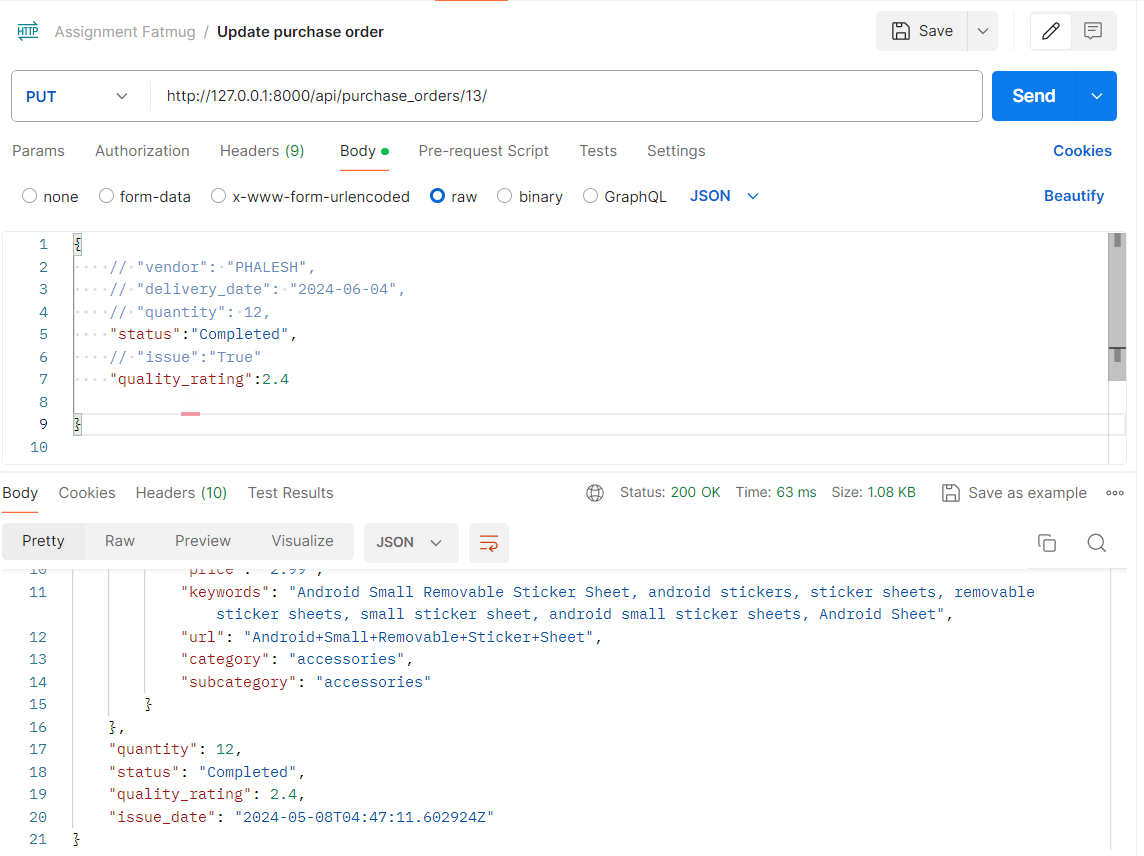 HTTP Assignment Fatmug / Update purchase order Save
PUT http://127.0.0.1:8000/api/purchase_orders/13/ Send
Params Authorization Headers (9) Body Pre-request Script Tests Settings Cookies
none form-data x-www-form-urlencoded raw binary GraphQL JSON Beautify
1 {
2 // "vendor": "PHALESH",
3 // "delivery_date": "2024-06-04",
4 // "quantity": 12,
5 "status":"Completed",
6 // "issue":"True"
7 "quality_rating":2.4
8
9 }
10
Body Cookies Headers (10) Test Results Status: 200 OK Time: 63 ms Size: 1.08 KB Save as example
Pretty Raw Preview Visualize JSON
10 "price": "2.99",
11 "keywords": "Android Small Removable Sticker Sheet, android stickers, sticker sheets, removable
sticker sheets, small sticker sheet, android small sticker sheets, Android Sheet",
12 "url": "Android+Small+Removable+Sticker+Sheet",
13 "category": "accessories",
14 "subcategory": "accessories"
15 }
16 },
17 "quantity": 12,
18 "status": "Completed",
19 "quality_rating": 2.4,
20 "issue_date": "2024-05-08T04:47:11.602924Z"
21 }